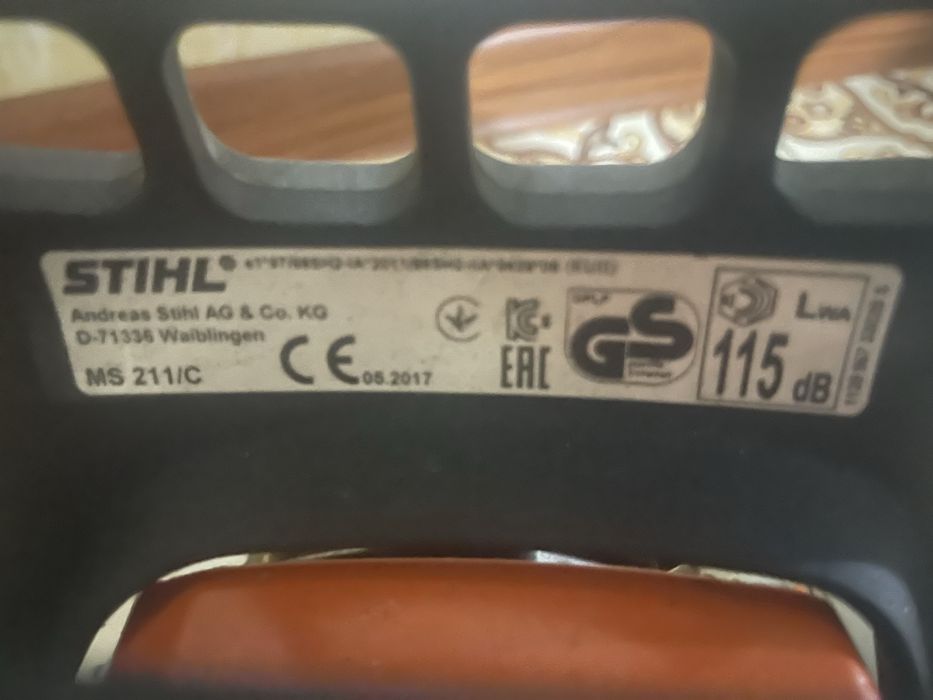 STIHL®
Andreas Stihl AG & Co. KG
D-71336 Waiblingen
MS 211/C
CE 05.2017
EAC
GS
LWA
115 dB